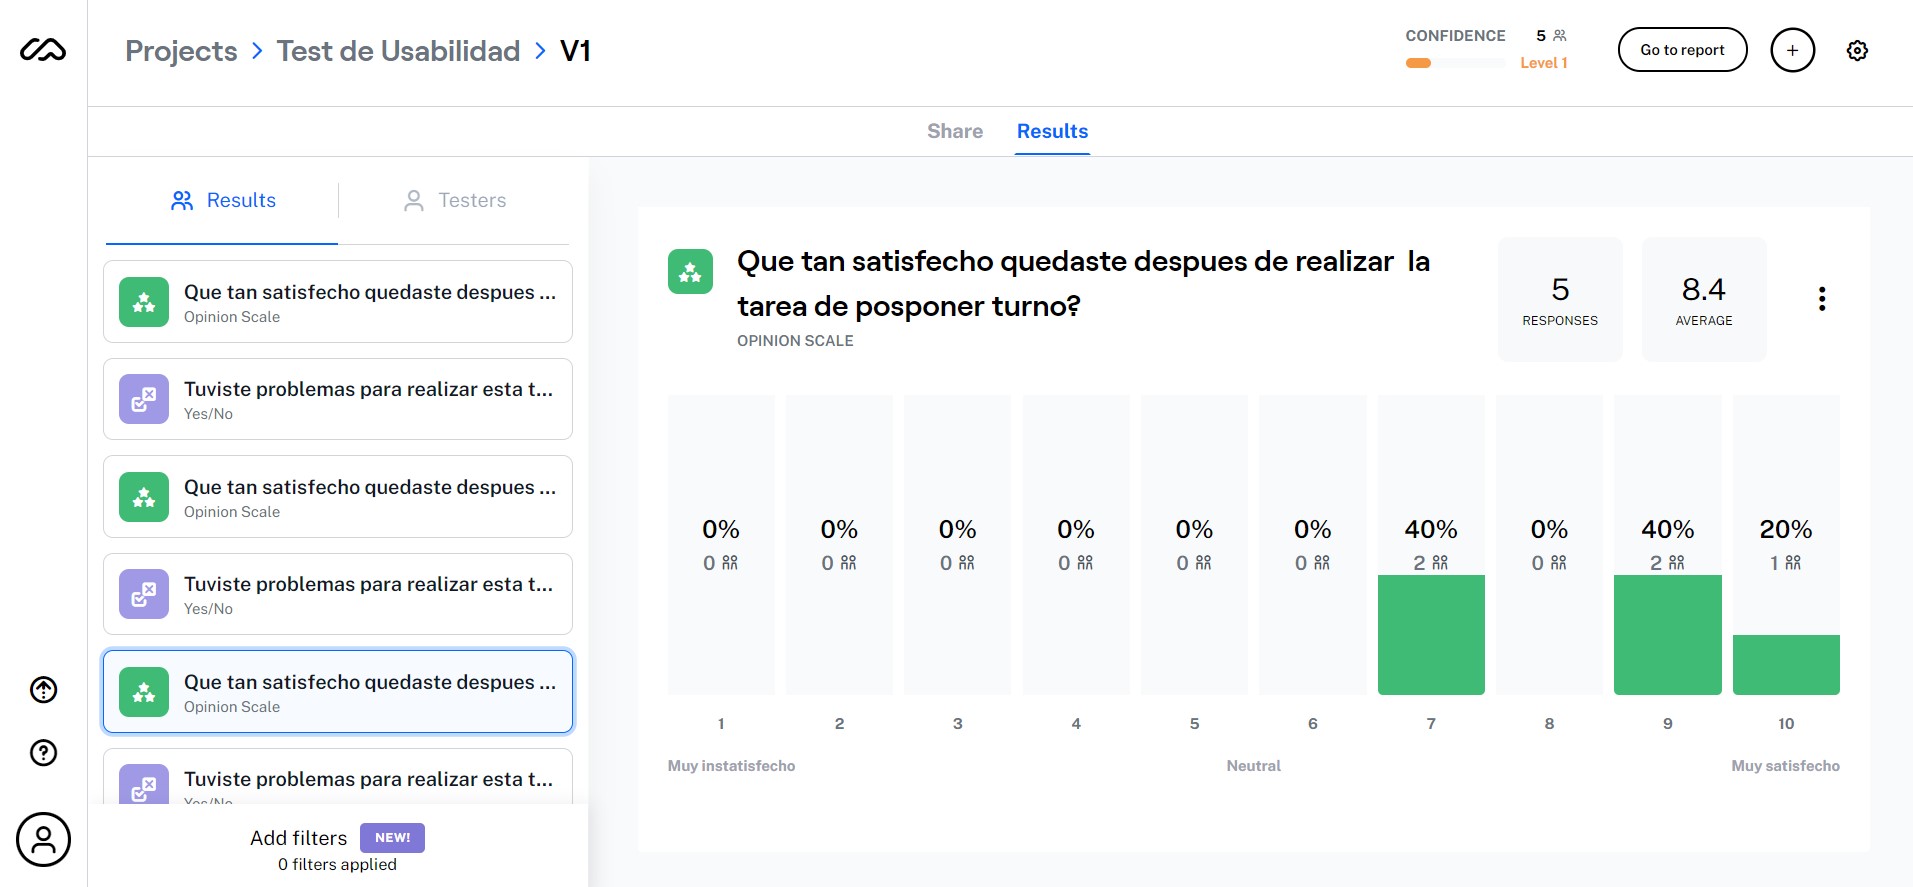 Projects > Test de Usabilidad > V1
CONFIDENCE 5
Level 1
Go to report
Share Results
Results Testers
Que tan satisfecho quedaste despues ...
Opinion Scale
Tuviste problemas para realizar esta t...
Yes/No
Que tan satisfecho quedaste despues ...
Opinion Scale
Tuviste problemas para realizar esta t...
Yes/No
Que tan satisfecho quedaste despues ...
Opinion Scale
Tuviste problemas para realizar esta t...
Yes/No
Add filters NEW!
0 filters applied
Que tan satisfecho quedaste despues de realizar la
tarea de posponer turno?
OPINION SCALE
5
RESPONSES
8.4
AVERAGE
0% 0% 0% 0% 0% 0% 40% 0% 40% 20%
0 0 0 0 0 0 2 0 2 1
1 2 3 4 5 6 7 8 9 10
Muy instatisfecho Neutral Muy satisfecho